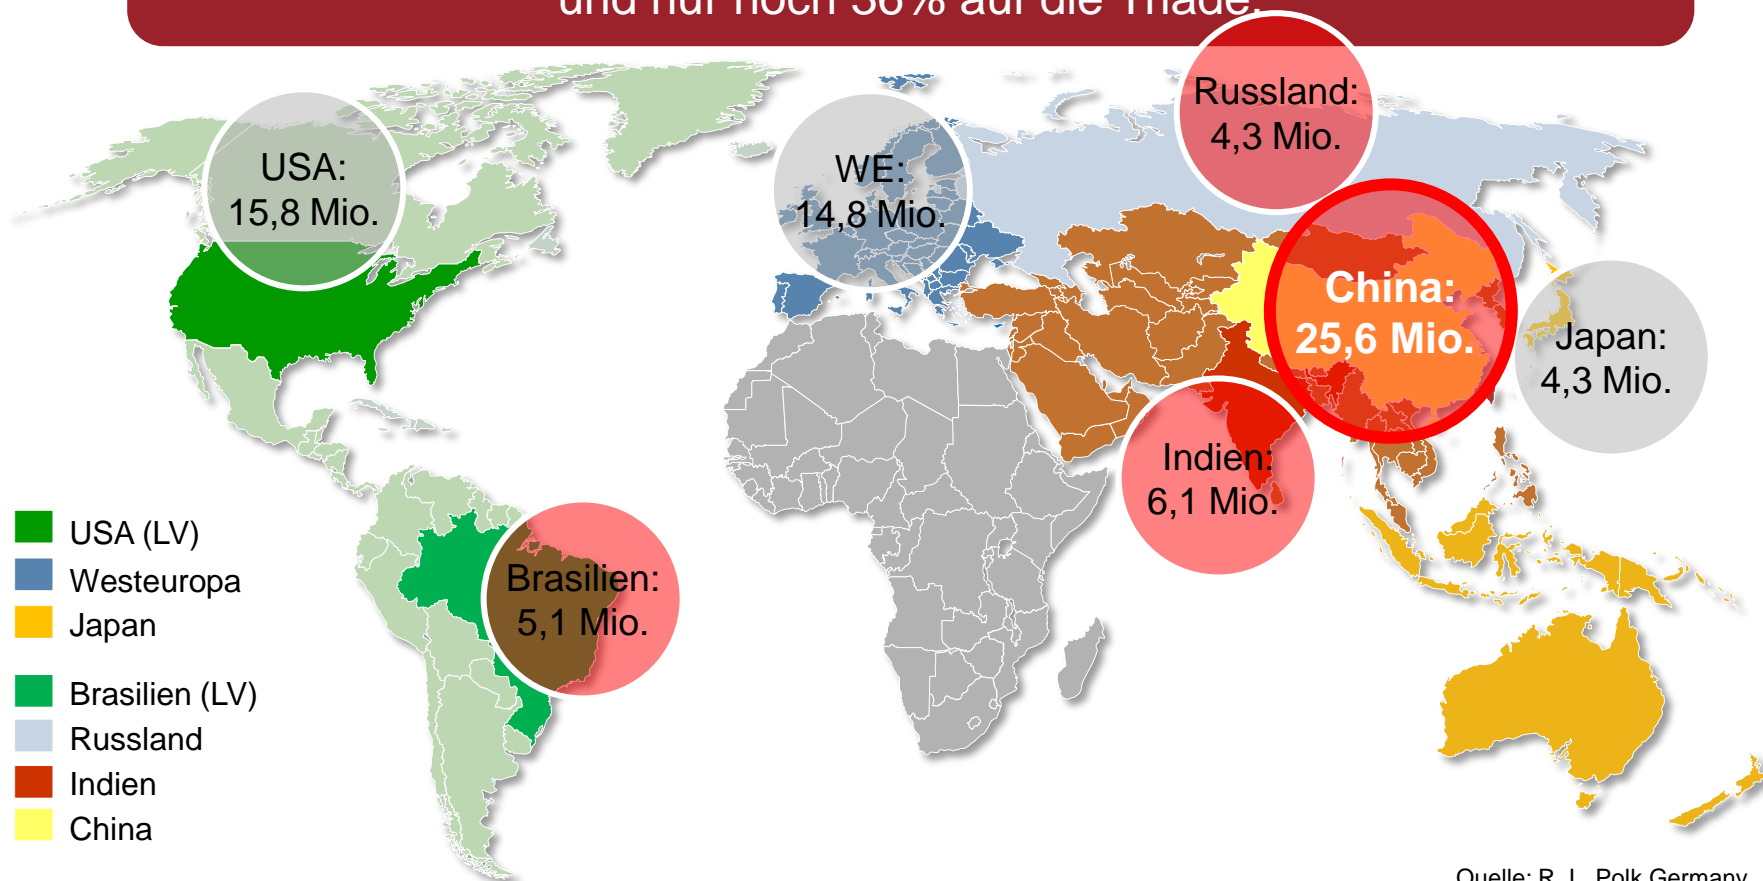 und nur noch 36% auf die Triade.
Russland:
4,3 Mio.
USA:
15,8 Mio.
WE:
14,8 Mio.
China:
25,6 Mio.
Japan:
4,3 Mio.
Indien:
6,1 Mio.
Brasilien:
5,1 Mio.
USA (LV)
Westeuropa
Japan
Brasilien (LV)
Russland
Indien
China
Quelle: R. L. Polk Germany